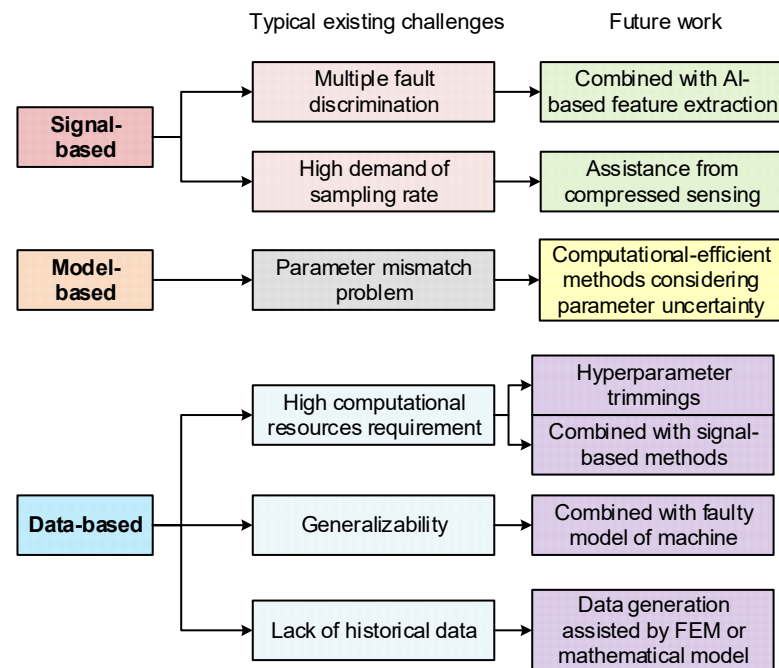 Typical existing challenges
Future work
Signal-
based
Multiple fault
discrimination
Combined with AI-
based feature extraction
High demand of
sampling rate
Assistance from
compressed sensing
Model-
based
Parameter mismatch
problem
Computational-efficient
methods considering
parameter uncertainty
Data-based
High computational
resources requirement
Hyperparameter
trimmings
Combined with signal-
based methods
Generalizability
Combined with faulty
model of machine
Lack of historical data
Data generation
assisted by FEM or
mathematical model